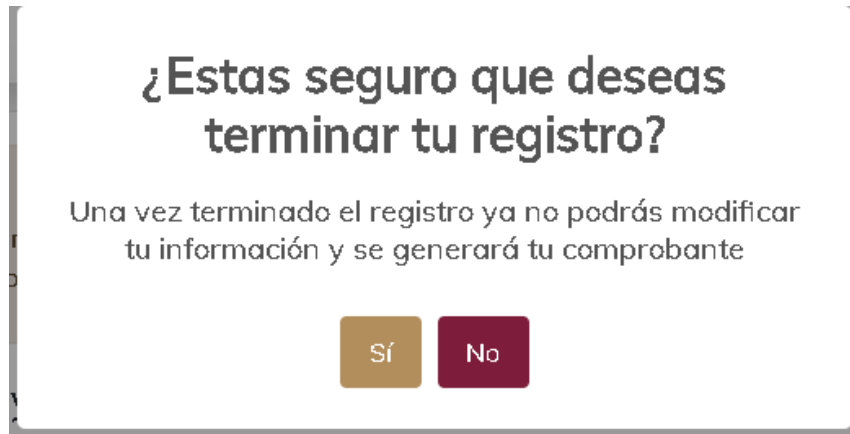 ¿Estas seguro que deseas
terminar tu registro?
Una vez terminado el registro ya no podrás modificar
tu información y se generará tu comprobante
Sí
No